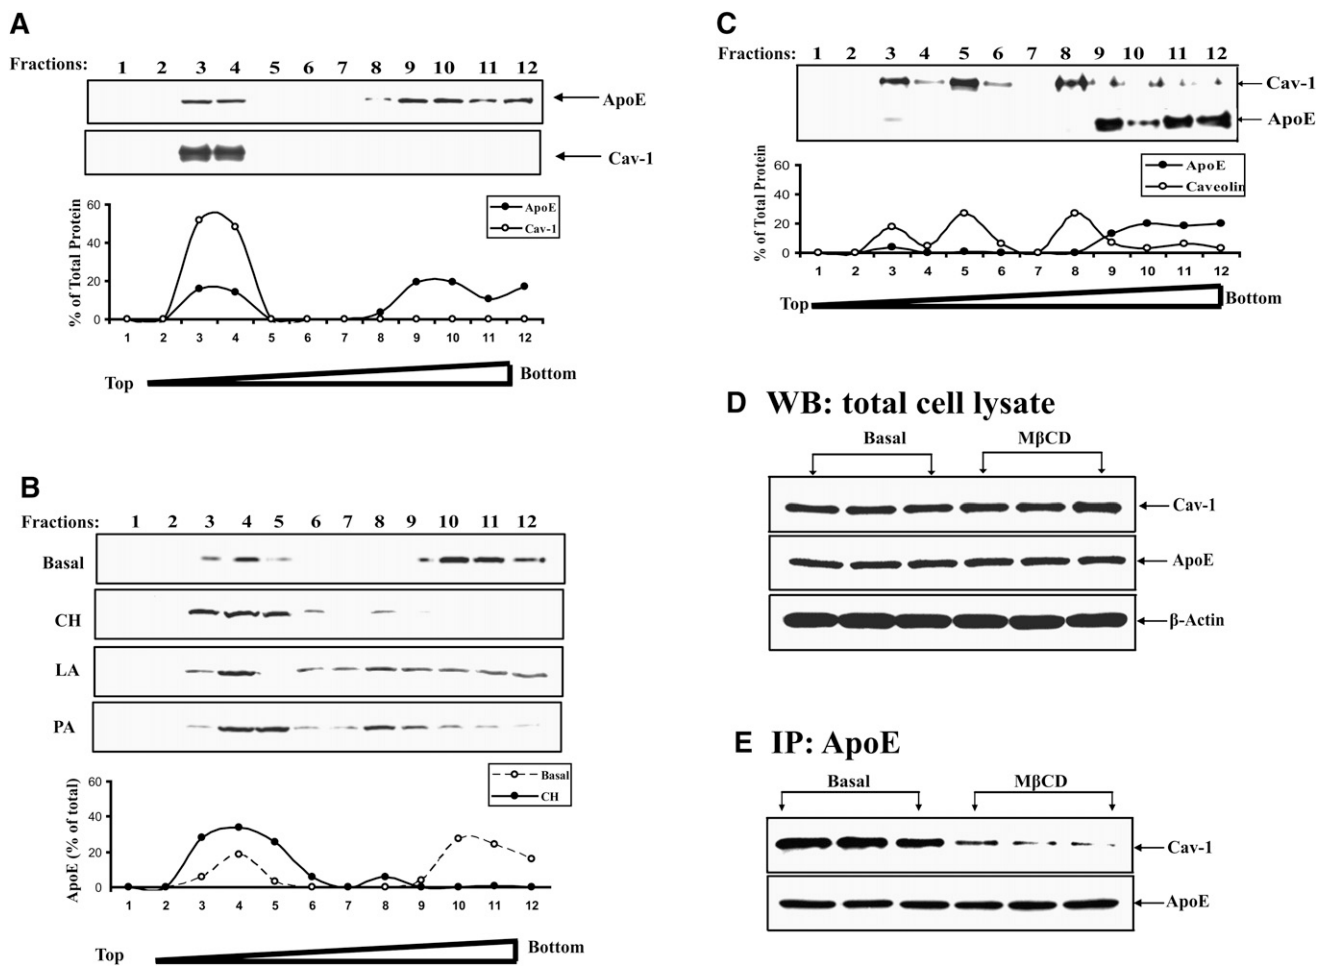 A
Fractions: 1 2 3 4 5 6 7 8 9 10 11 12
ApoE
Cav-1
% of Total Protein
60
40
20
0
ApoE
Cav-1
1 2 3 4 5 6 7 8 9 10 11 12
Top
Bottom
B
Fractions: 1 2 3 4 5 6 7 8 9 10 11 12
Basal
CH
LA
PA
ApoE (% of total)
60
40
20
0
Basal
CH
1 2 3 4 5 6 7 8 9 10 11 12
Top
Bottom
C
Fractions: 1 2 3 4 5 6 7 8 9 10 11 12
Cav-1
ApoE
% of Total Protein
60
40
20
0
ApoE
Caveolin
1 2 3 4 5 6 7 8 9 10 11 12
Top
Bottom
D WB: total cell lysate
Basal MβCD
Cav-1
ApoE
β-Actin
E IP: ApoE
Basal MβCD
Cav-1
ApoE